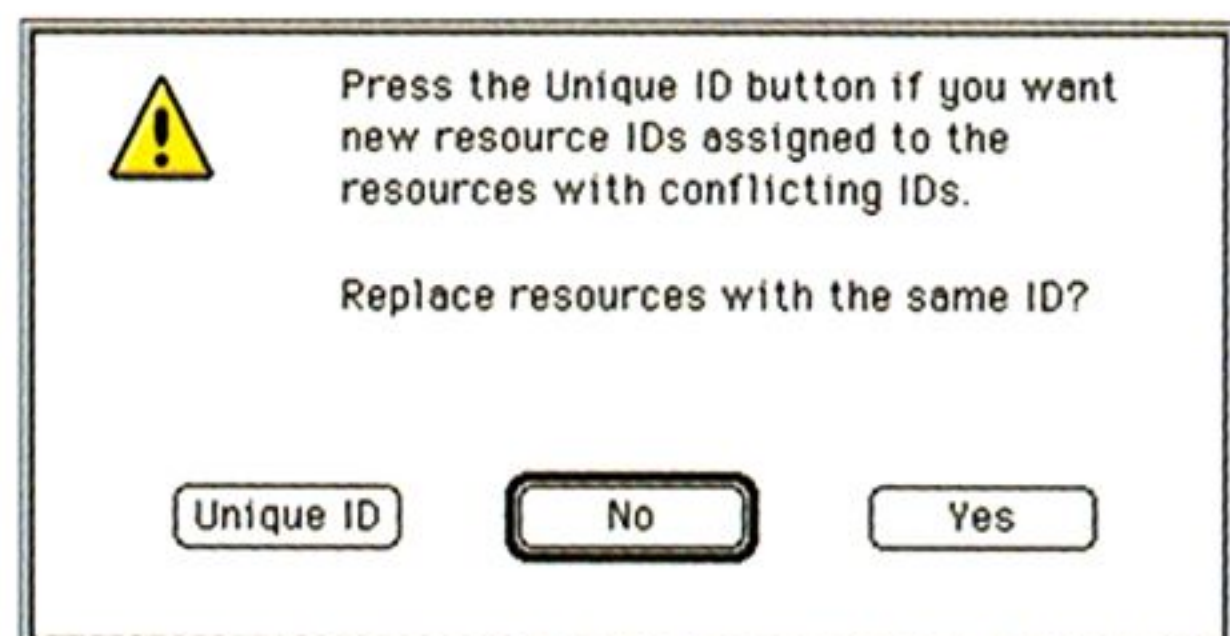 Press the Unique ID button if you want
new resource IDs assigned to the
resources with conflicting IDs.
Replace resources with the same ID?
Unique ID
No
Yes